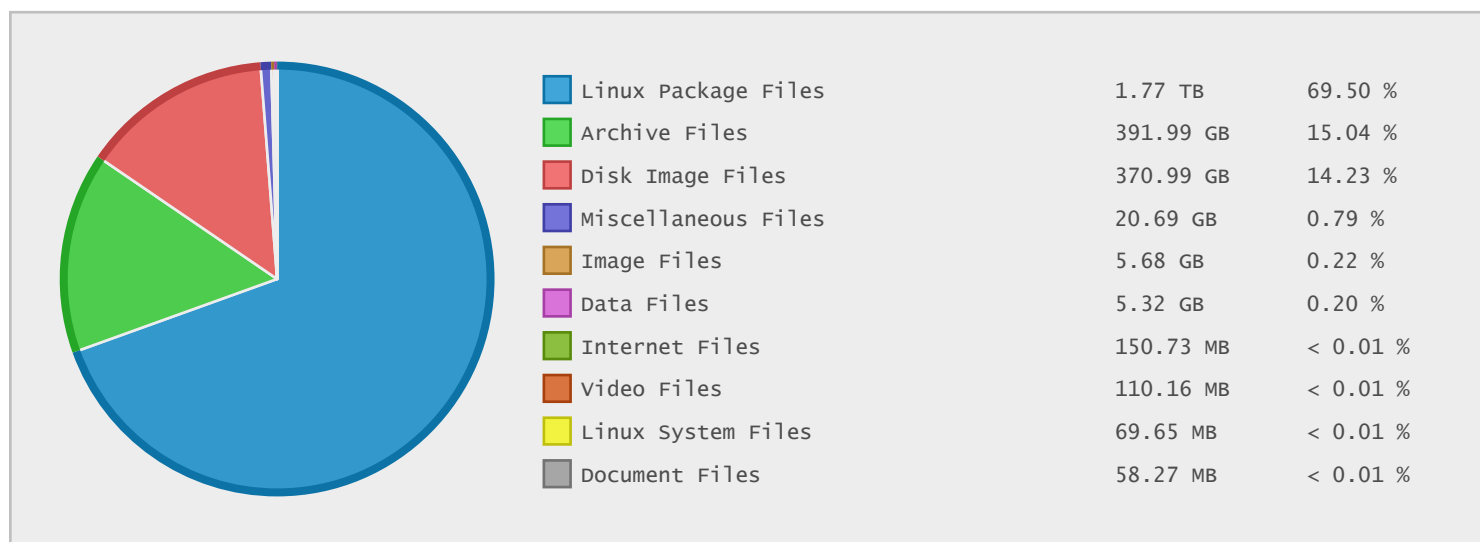 Linux Package Files 1.77 TB 69.50 %
Archive Files 391.99 GB 15.04 %
Disk Image Files 370.99 GB 14.23 %
Miscellaneous Files 20.69 GB 0.79 %
Image Files 5.68 GB 0.22 %
Data Files 5.32 GB 0.20 %
Internet Files 150.73 MB < 0.01 %
Video Files 110.16 MB < 0.01 %
Linux System Files 69.65 MB < 0.01 %
Document Files 58.27 MB < 0.01 %